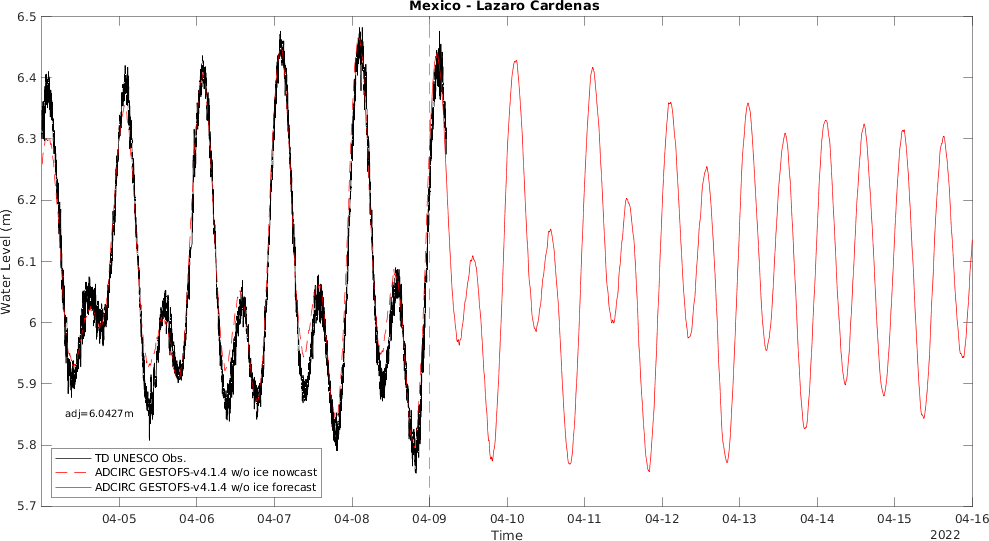 Mexico - Lazaro Cardenas
6.5
6.4
6.3
6.2
6.1
6
5.9
5.8
5.7
Water Level (m)
adj=6.0427m
TD UNESCO Obs.
ADCIRC GESTOFS-v4.1.4 w/o ice nowcast
ADCIRC GESTOFS-v4.1.4 w/o ice forecast
04-05 04-06 04-07 04-08 04-09 04-10 04-11 04-12 04-13 04-14 04-15 04-16
Time
2022